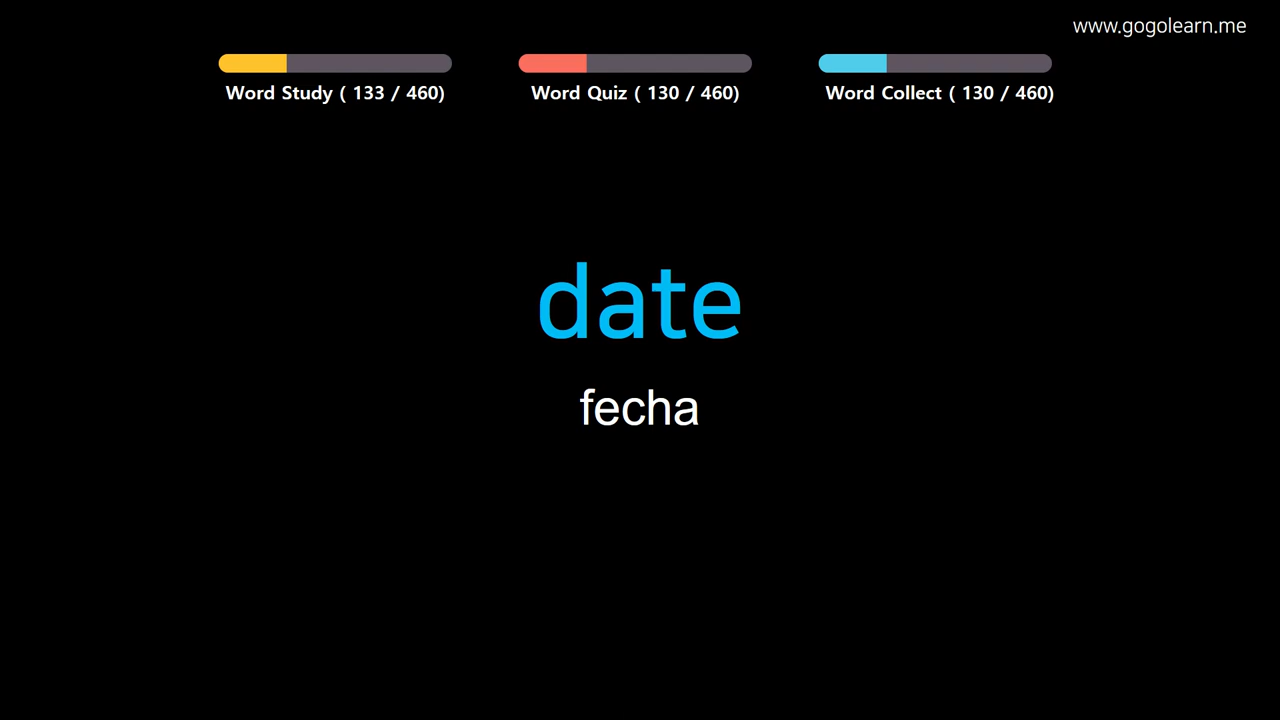 www.gogolearn.me
Word Study ( 133 / 460)
Word Quiz ( 130 / 460)
Word Collect ( 130 / 460)
date
fecha